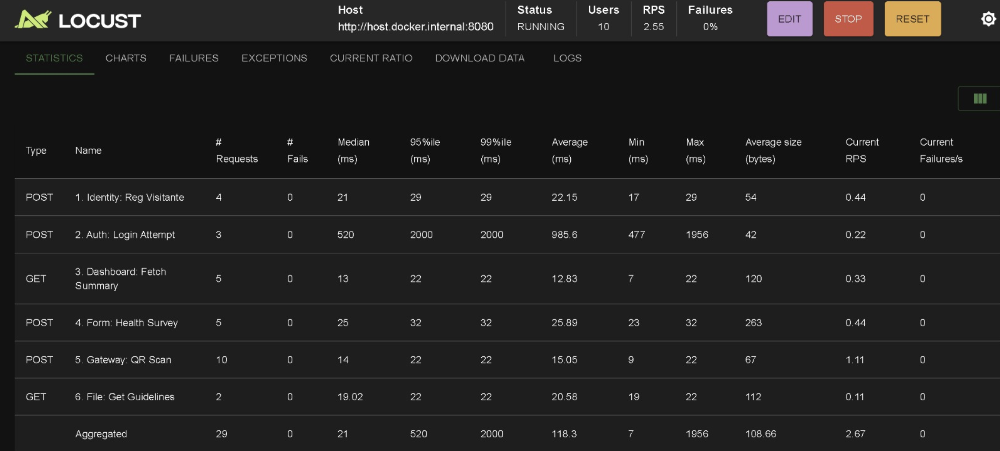 LOCUST
Host
http://host.docker.internal:8080
Status
RUNNING
Users
10
RPS
2.55
Failures
0%
EDIT
STOP
RESET
STATISTICS CHARTS FAILURES EXCEPTIONS CURRENT RATIO DOWNLOAD DATA LOGS
Type Name # Requests # Fails Median (ms) 95%ile (ms) 99%ile (ms) Average (ms) Min (ms) Max (ms) Average size (bytes) Current RPS Current Failures/s
POST 1. Identity: Reg Visitante 4 0 21 29 29 22.15 17 29 54 0.44 0
POST 2. Auth: Login Attempt 3 0 520 2000 2000 985.6 477 1956 42 0.22 0
GET 3. Dashboard: Fetch Summary 5 0 13 22 22 12.83 7 22 120 0.33 0
POST 4. Form: Health Survey 5 0 25 32 32 25.89 23 32 263 0.44 0
POST 5. Gateway: QR Scan 10 0 14 22 22 15.05 9 22 67 1.11 0
GET 6. File: Get Guidelines 2 0 19.02 22 22 20.58 19 22 112 0.11 0
Aggregated 29 0 21 520 2000 118.3 7 1956 108.66 2.67 0